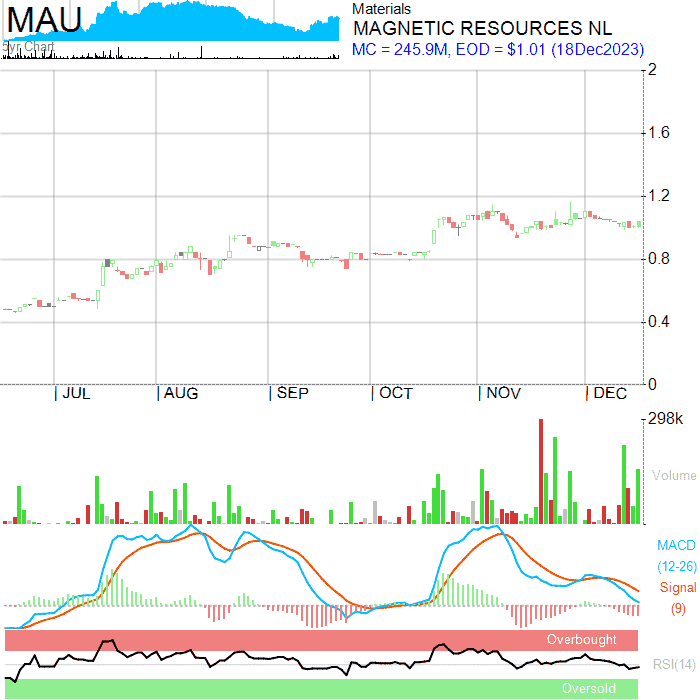 MAU
5yr Chart
Materials
MAGNETIC RESOURCES NL
MC = 245.9M, EOD = $1.01 (18Dec2023)
2
1.6
1.2
0.8
0.4
0
JUL AUG SEP OCT NOV DEC
298k
Volume
MACD
(12-26)
Signal
(9)
Overbought
RSI(14)
Oversold